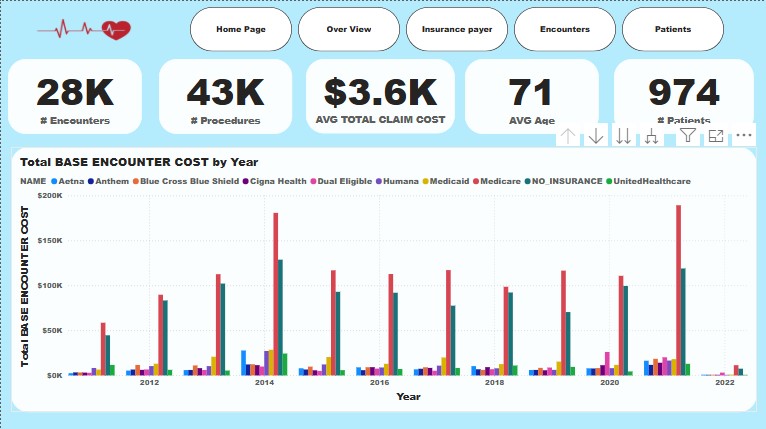 Home Page
Over View
Insurance payer
Encounters
Patients
28K
# Encounters
43K
# Procedures
$3.6K
AVG TOTAL CLAIM COST
71
AVG Age
974
# Patients
Total BASE ENCOUNTER COST by Year
NAME Aetna Anthem Blue Cross Blue Shield Cigna Health Dual Eligible Humana Medicaid Medicare NO_INSURANCE UnitedHealthcare
Total BASE ENCOUNTER COST
$200K
$150K
$100K
$50K
$0K
2012 2014 2016 2018 2020 2022
Year